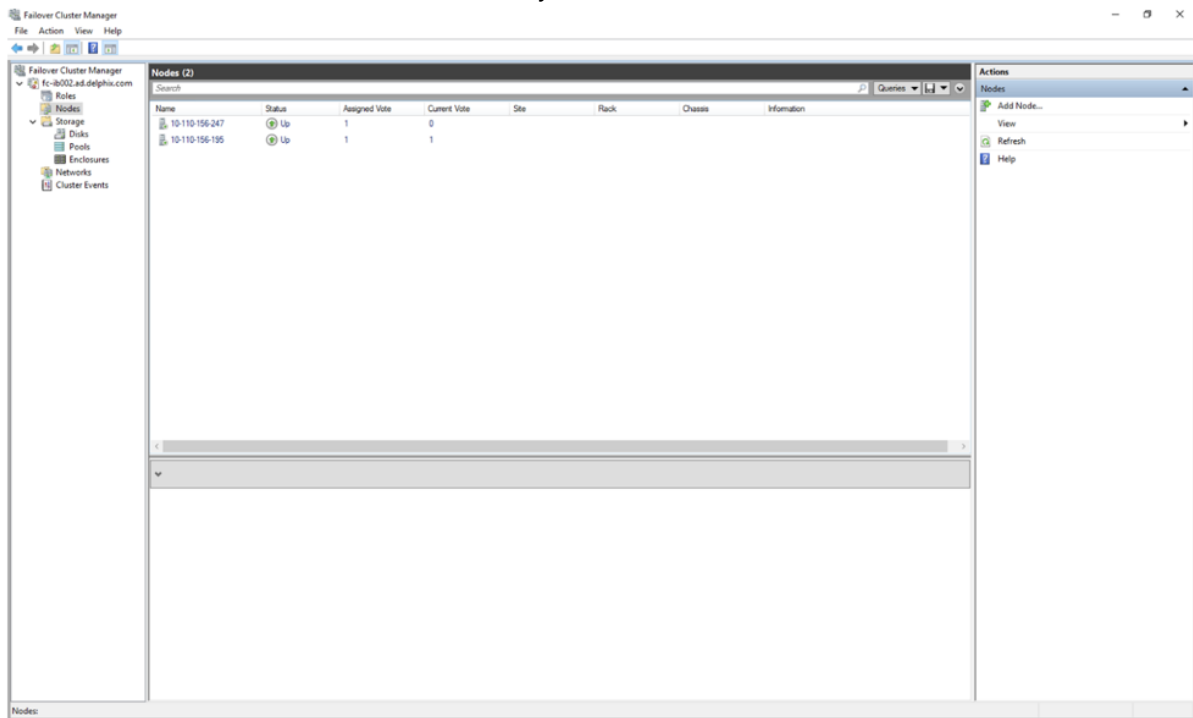 Failover Cluster Manager
File Action View Help
Failover Cluster Manager
fc-ib002.ad.delphix.com
Roles
Nodes
Storage
Disks
Pools
Enclosures
Networks
Cluster Events
Nodes (2)
Search
Queries
Name Status Assigned Vote Current Vote Site Rack Chassis Information
10-110-156-247 Up 1 0
10-110-156-195 Up 1 1
Actions
Nodes
Add Node...
View
Refresh
Help
Nodes: